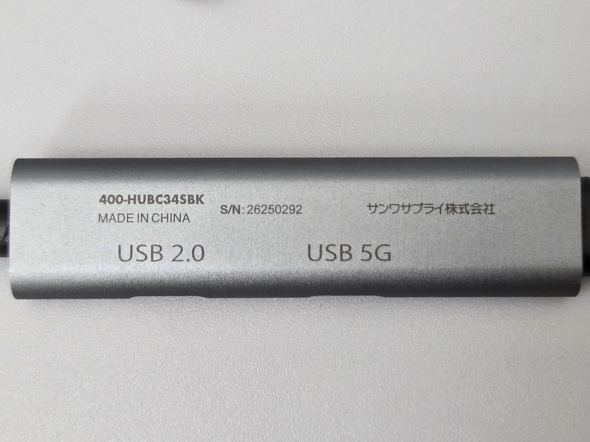 400-HUBC34SBK
MADE IN CHINA
S/N: 26250292
サンワサプライ株式会社
USB 2.0
USB 5G